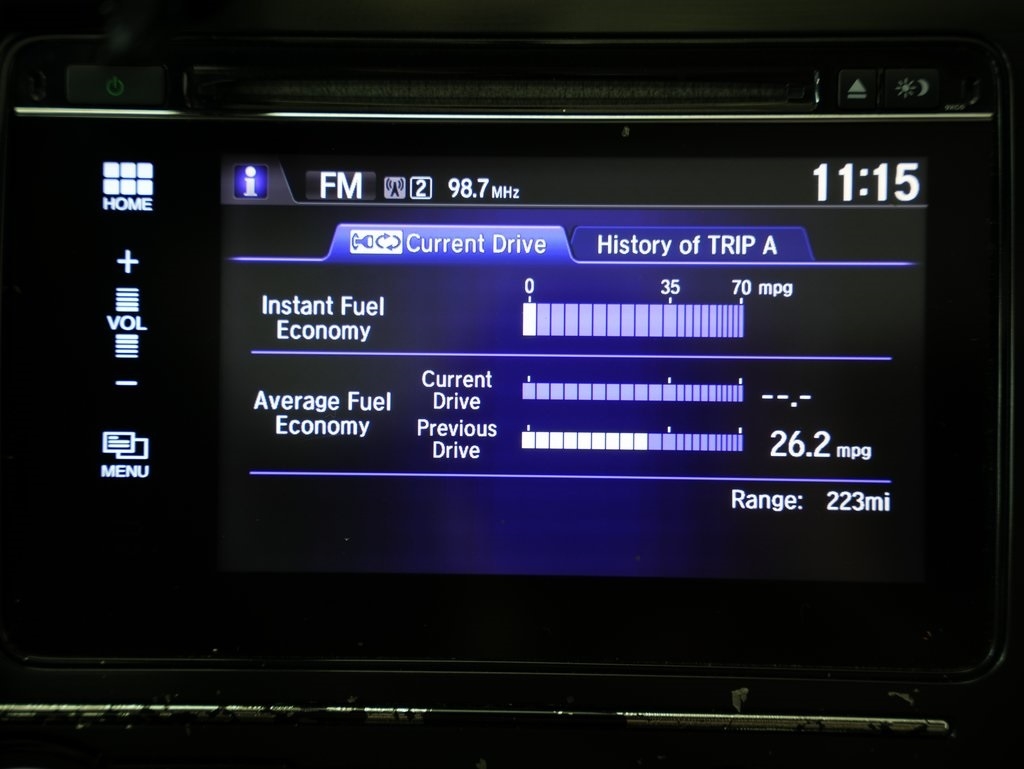 FM 2 98.7 MHz 11:15
HOME
Current Drive
History of TRIP A
0 35 70 mpg
Instant Fuel
Economy
VOL
Average Fuel
Economy
Current
Drive
--.-
Previous
Drive
26.2 mpg
MENU
Range: 223mi